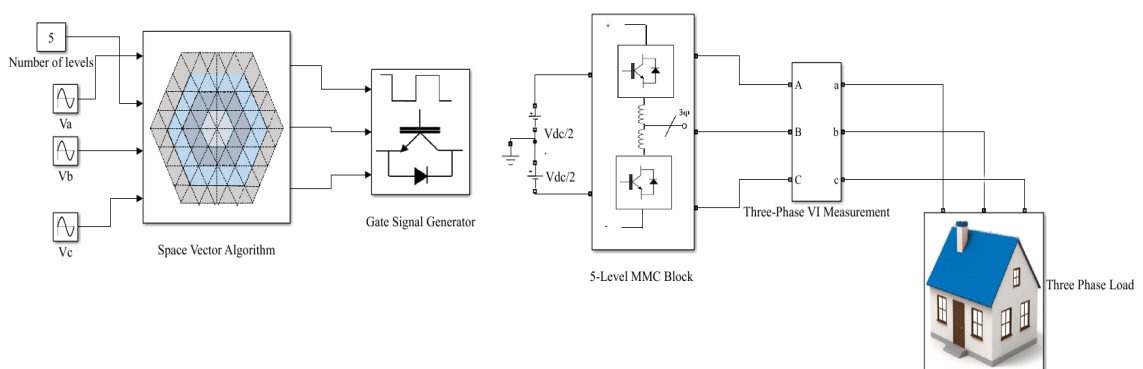 5
Number of levels
Va
Vb
Vc
Space Vector Algorithm
Gate Signal Generator
Vdc/2
Vdc/2
+
3φ
-
5-Level MMC Block
A
B
C
a
b
c
Three-Phase VI Measurement
Three Phase Load